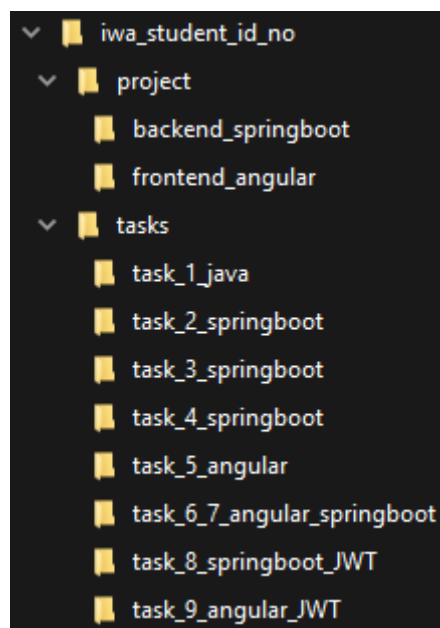 iwa_student_id_no
project
backend_springboot
frontend_angular
tasks
task_1_java
task_2_springboot
task_3_springboot
task_4_springboot
task_5_angular
task_6_7_angular_springboot
task_8_springboot_JWT
task_9_angular_JWT